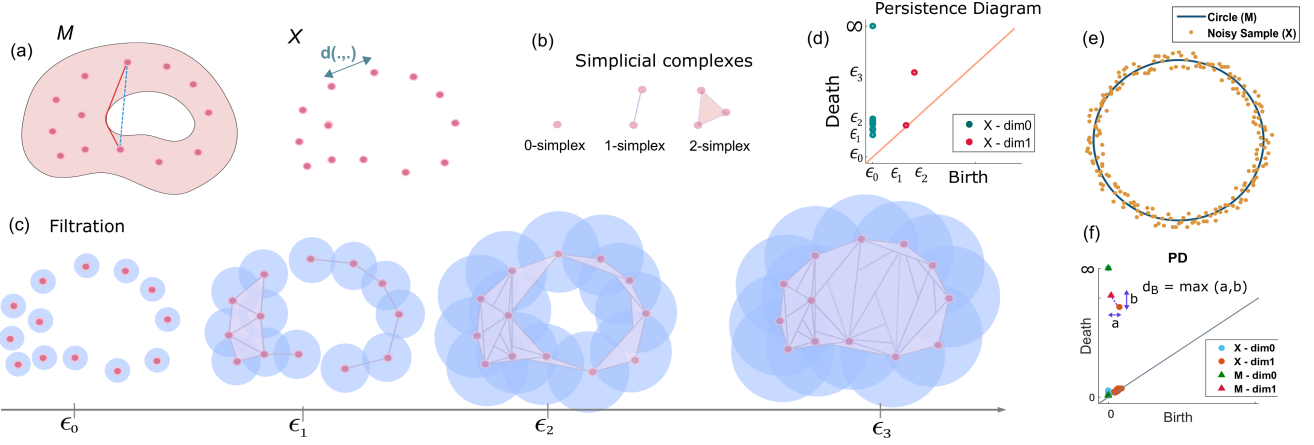 (a)
M
X
d(.,.)
(b)
Simplicial complexes
0-simplex
1-simplex
2-simplex
(c)
Filtration
ϵ0
ϵ1
ϵ2
ϵ3
(d)
Persistence Diagram
∞
ϵ3
ϵ2
ϵ1
ϵ0
Death
X - dim0
X - dim1
ϵ0
ϵ1
ϵ2
Birth
(e)
Circle (M)
Noisy Sample (X)
(f)
PD
∞
dB = max (a,b)
b
a
Death
X - dim0
X - dim1
M - dim0
M - dim1
0
0
Birth